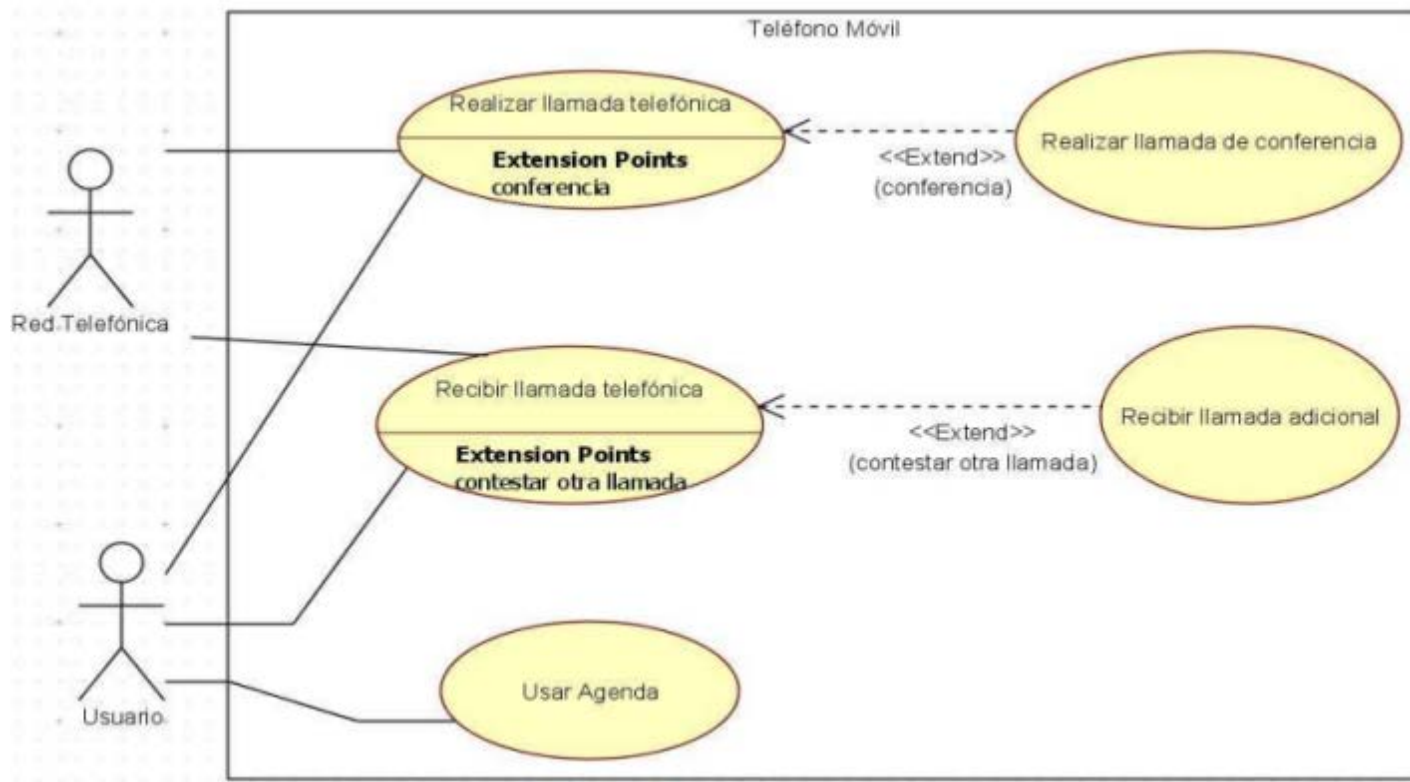 Teléfono Móvil
Realizar llamada telefónica
Extension Points
conferencia
<<Extend>>
(conferencia)
Realizar llamada de conferencia
Red Telefónica
Recibir llamada telefónica
Extension Points
contestar otra llamada
<<Extend>>
(contestar otra llamada)
Recibir llamada adicional
Usuario
Usar Agenda